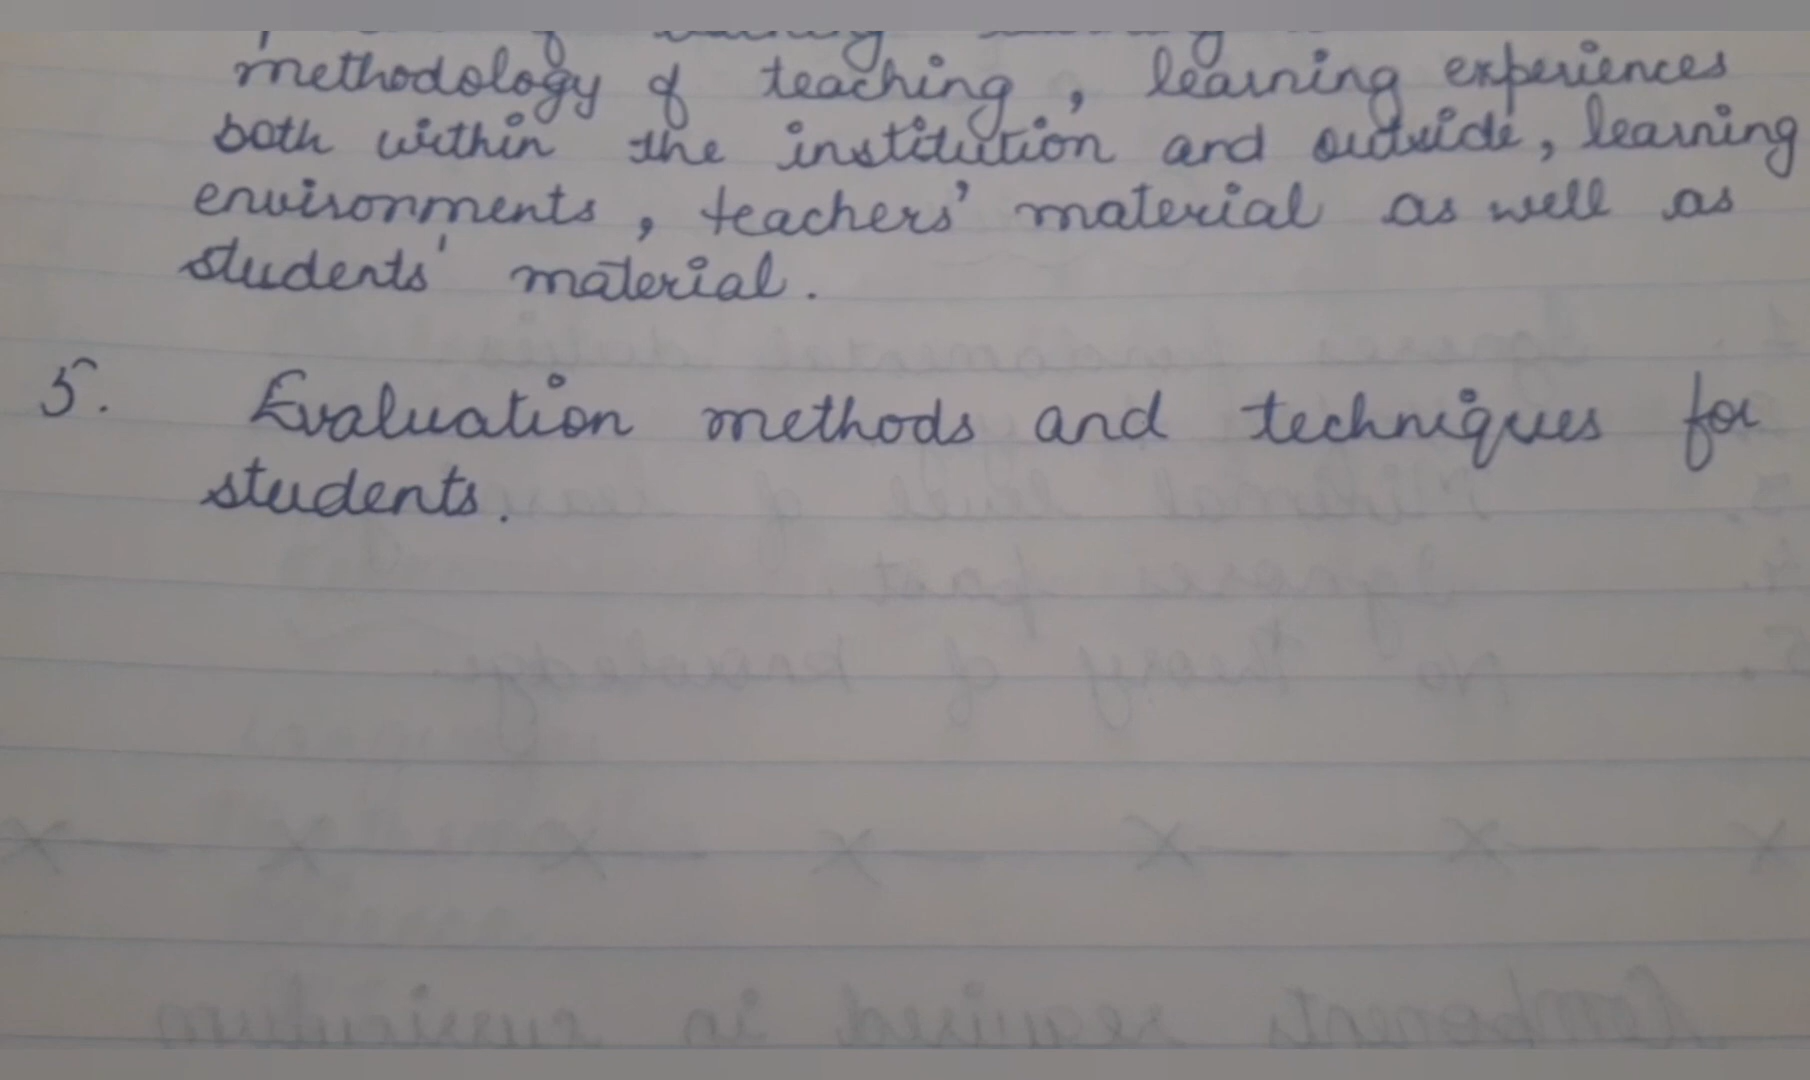 methodology of teaching, learning experiences
both within the institution and outside, learning
environments, teachers' material as well as
students' material.
5. Evaluation methods and techniques for
students.